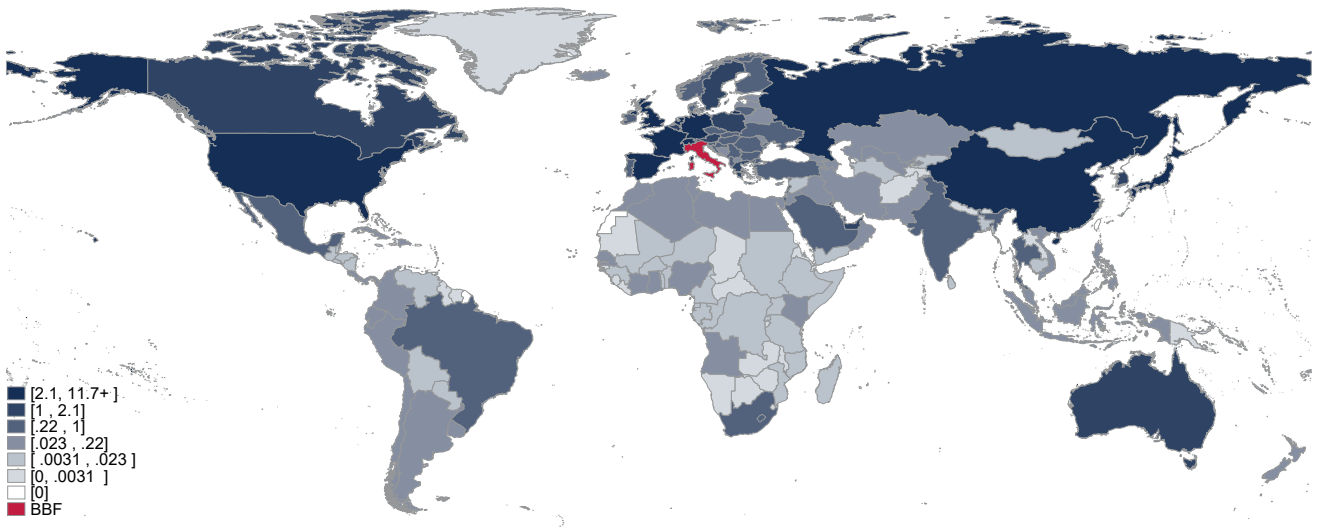 [2.1, 11.7+ ]
[1 , 2.1]
[.22 , 1]
[.023 , .22]
[ .0031 , .023 ]
[0, .0031  ]
[0]
BBF